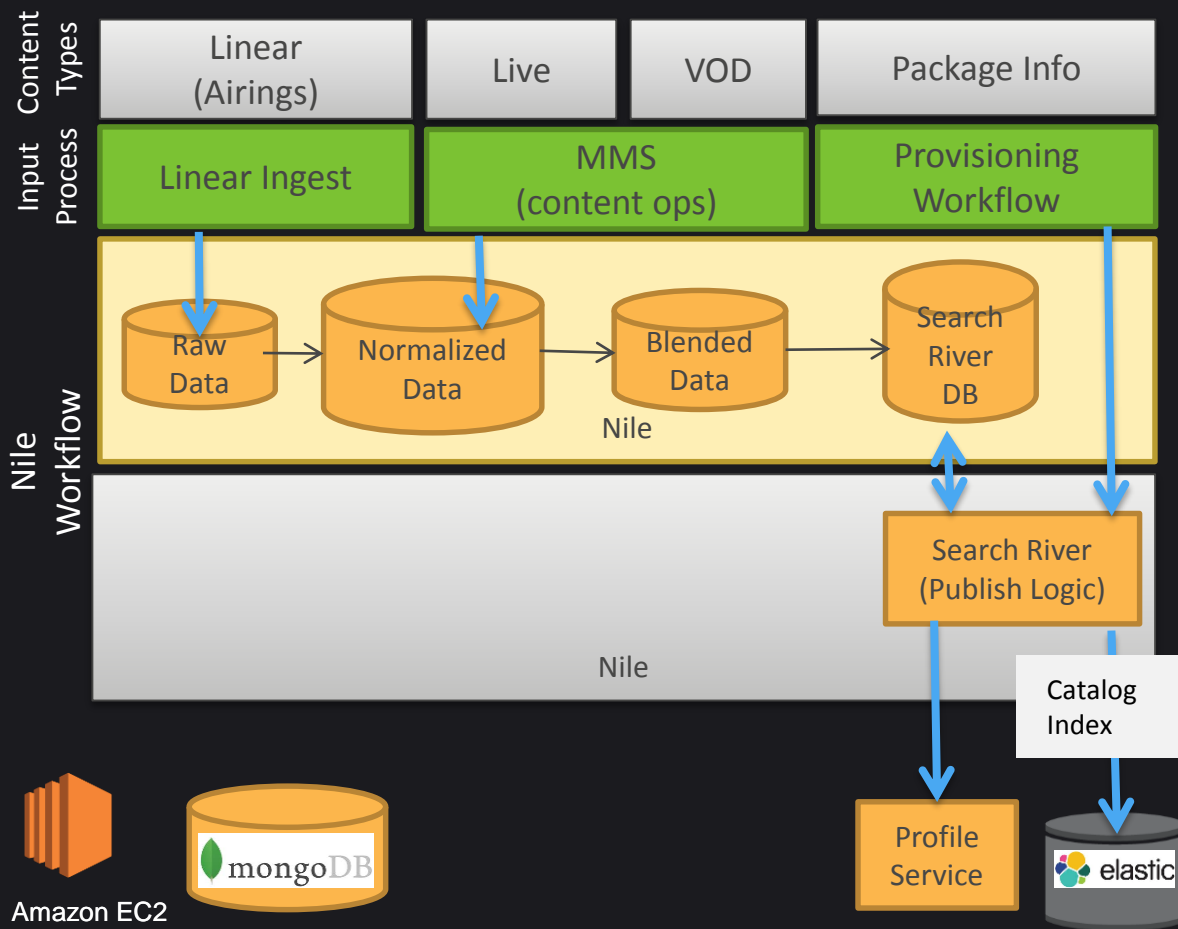 Content
Types
Linear
(Airings)
Live
VOD
Package Info
Input
Process
Linear Ingest
MMS
(content ops)
Provisioning
Workflow
Nile
Workflow
Raw
Data
Normalized
Data
Blended
Data
Search
River
DB
Nile
Search River
(Publish Logic)
Nile
Catalog
Index
Amazon EC2
mongoDB
Profile
Service
elastic